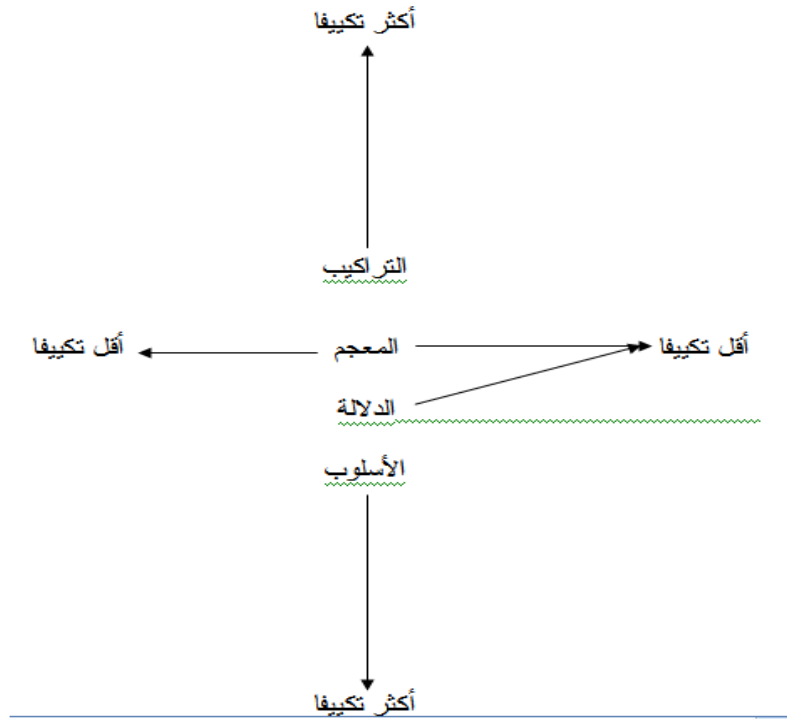 أكثر تكييفا
التراكيب
أقل تكييفا المعجم أقل تكييفا
الدلالة
الأسلوب
أكثر تكييفا